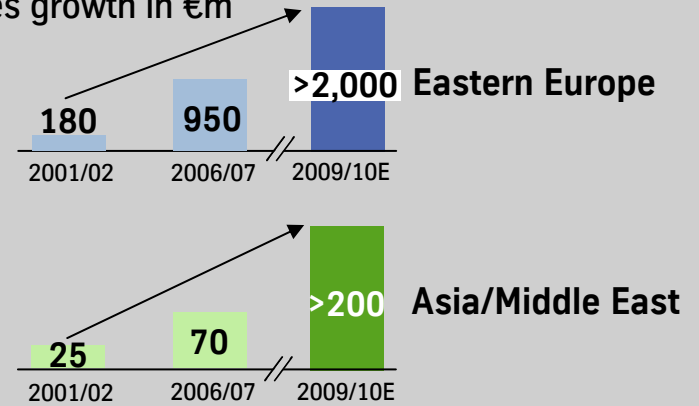 es growth in €m
>2,000 Eastern Europe
180 950
2001/02 2006/07 2009/10E
>200 Asia/Middle East
25 70
2001/02 2006/07 2009/10E